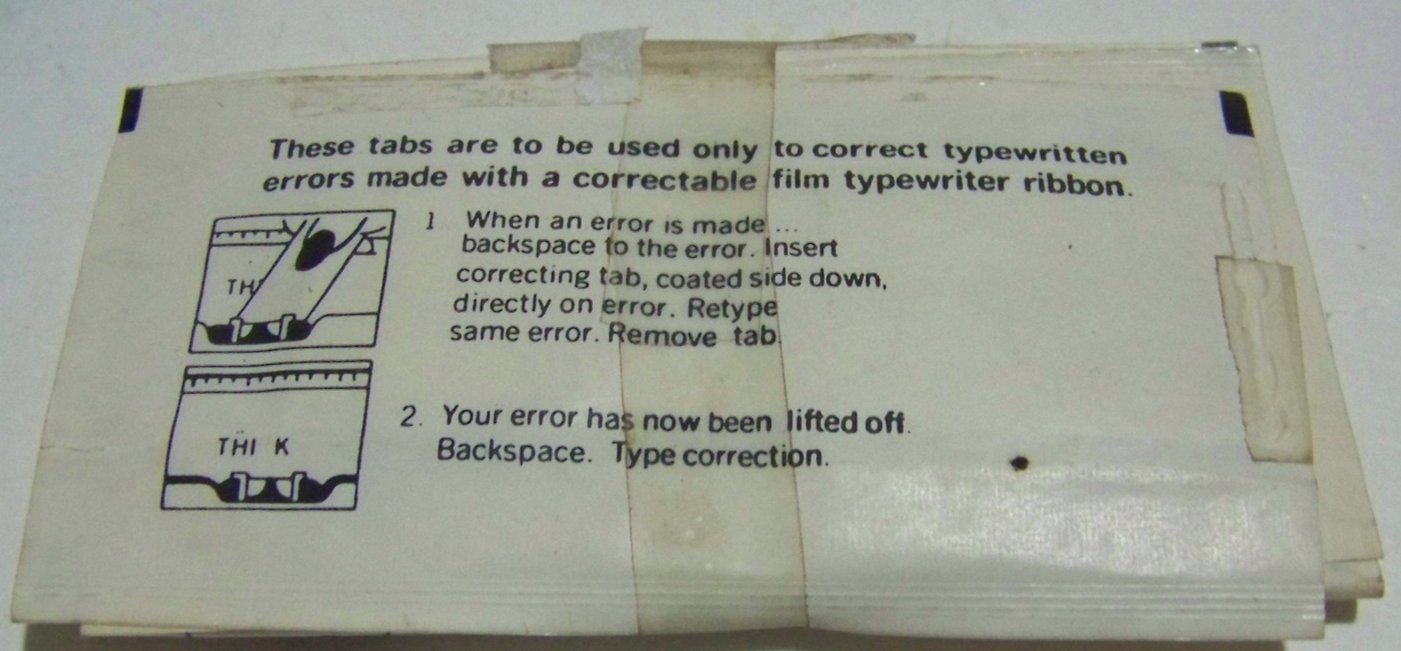 These tabs are to be used only to correct typewritten
errors made with a correctable film typewriter ribbon.
1 When an error is made ...
backspace to the error. Insert
correcting tab, coated side down,
directly on error. Retype
same error. Remove tab.
TH
2. Your error has now been lifted off.
Backspace. Type correction.
THI K